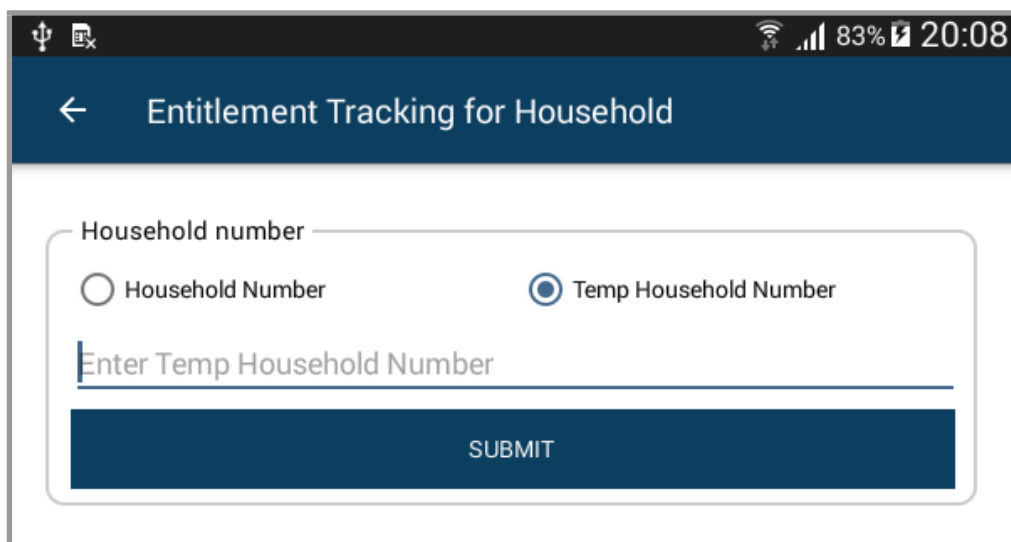 83% 20:08
Entitlement Tracking for Household
Household number
Household Number Temp Household Number
Enter Temp Household Number
SUBMIT